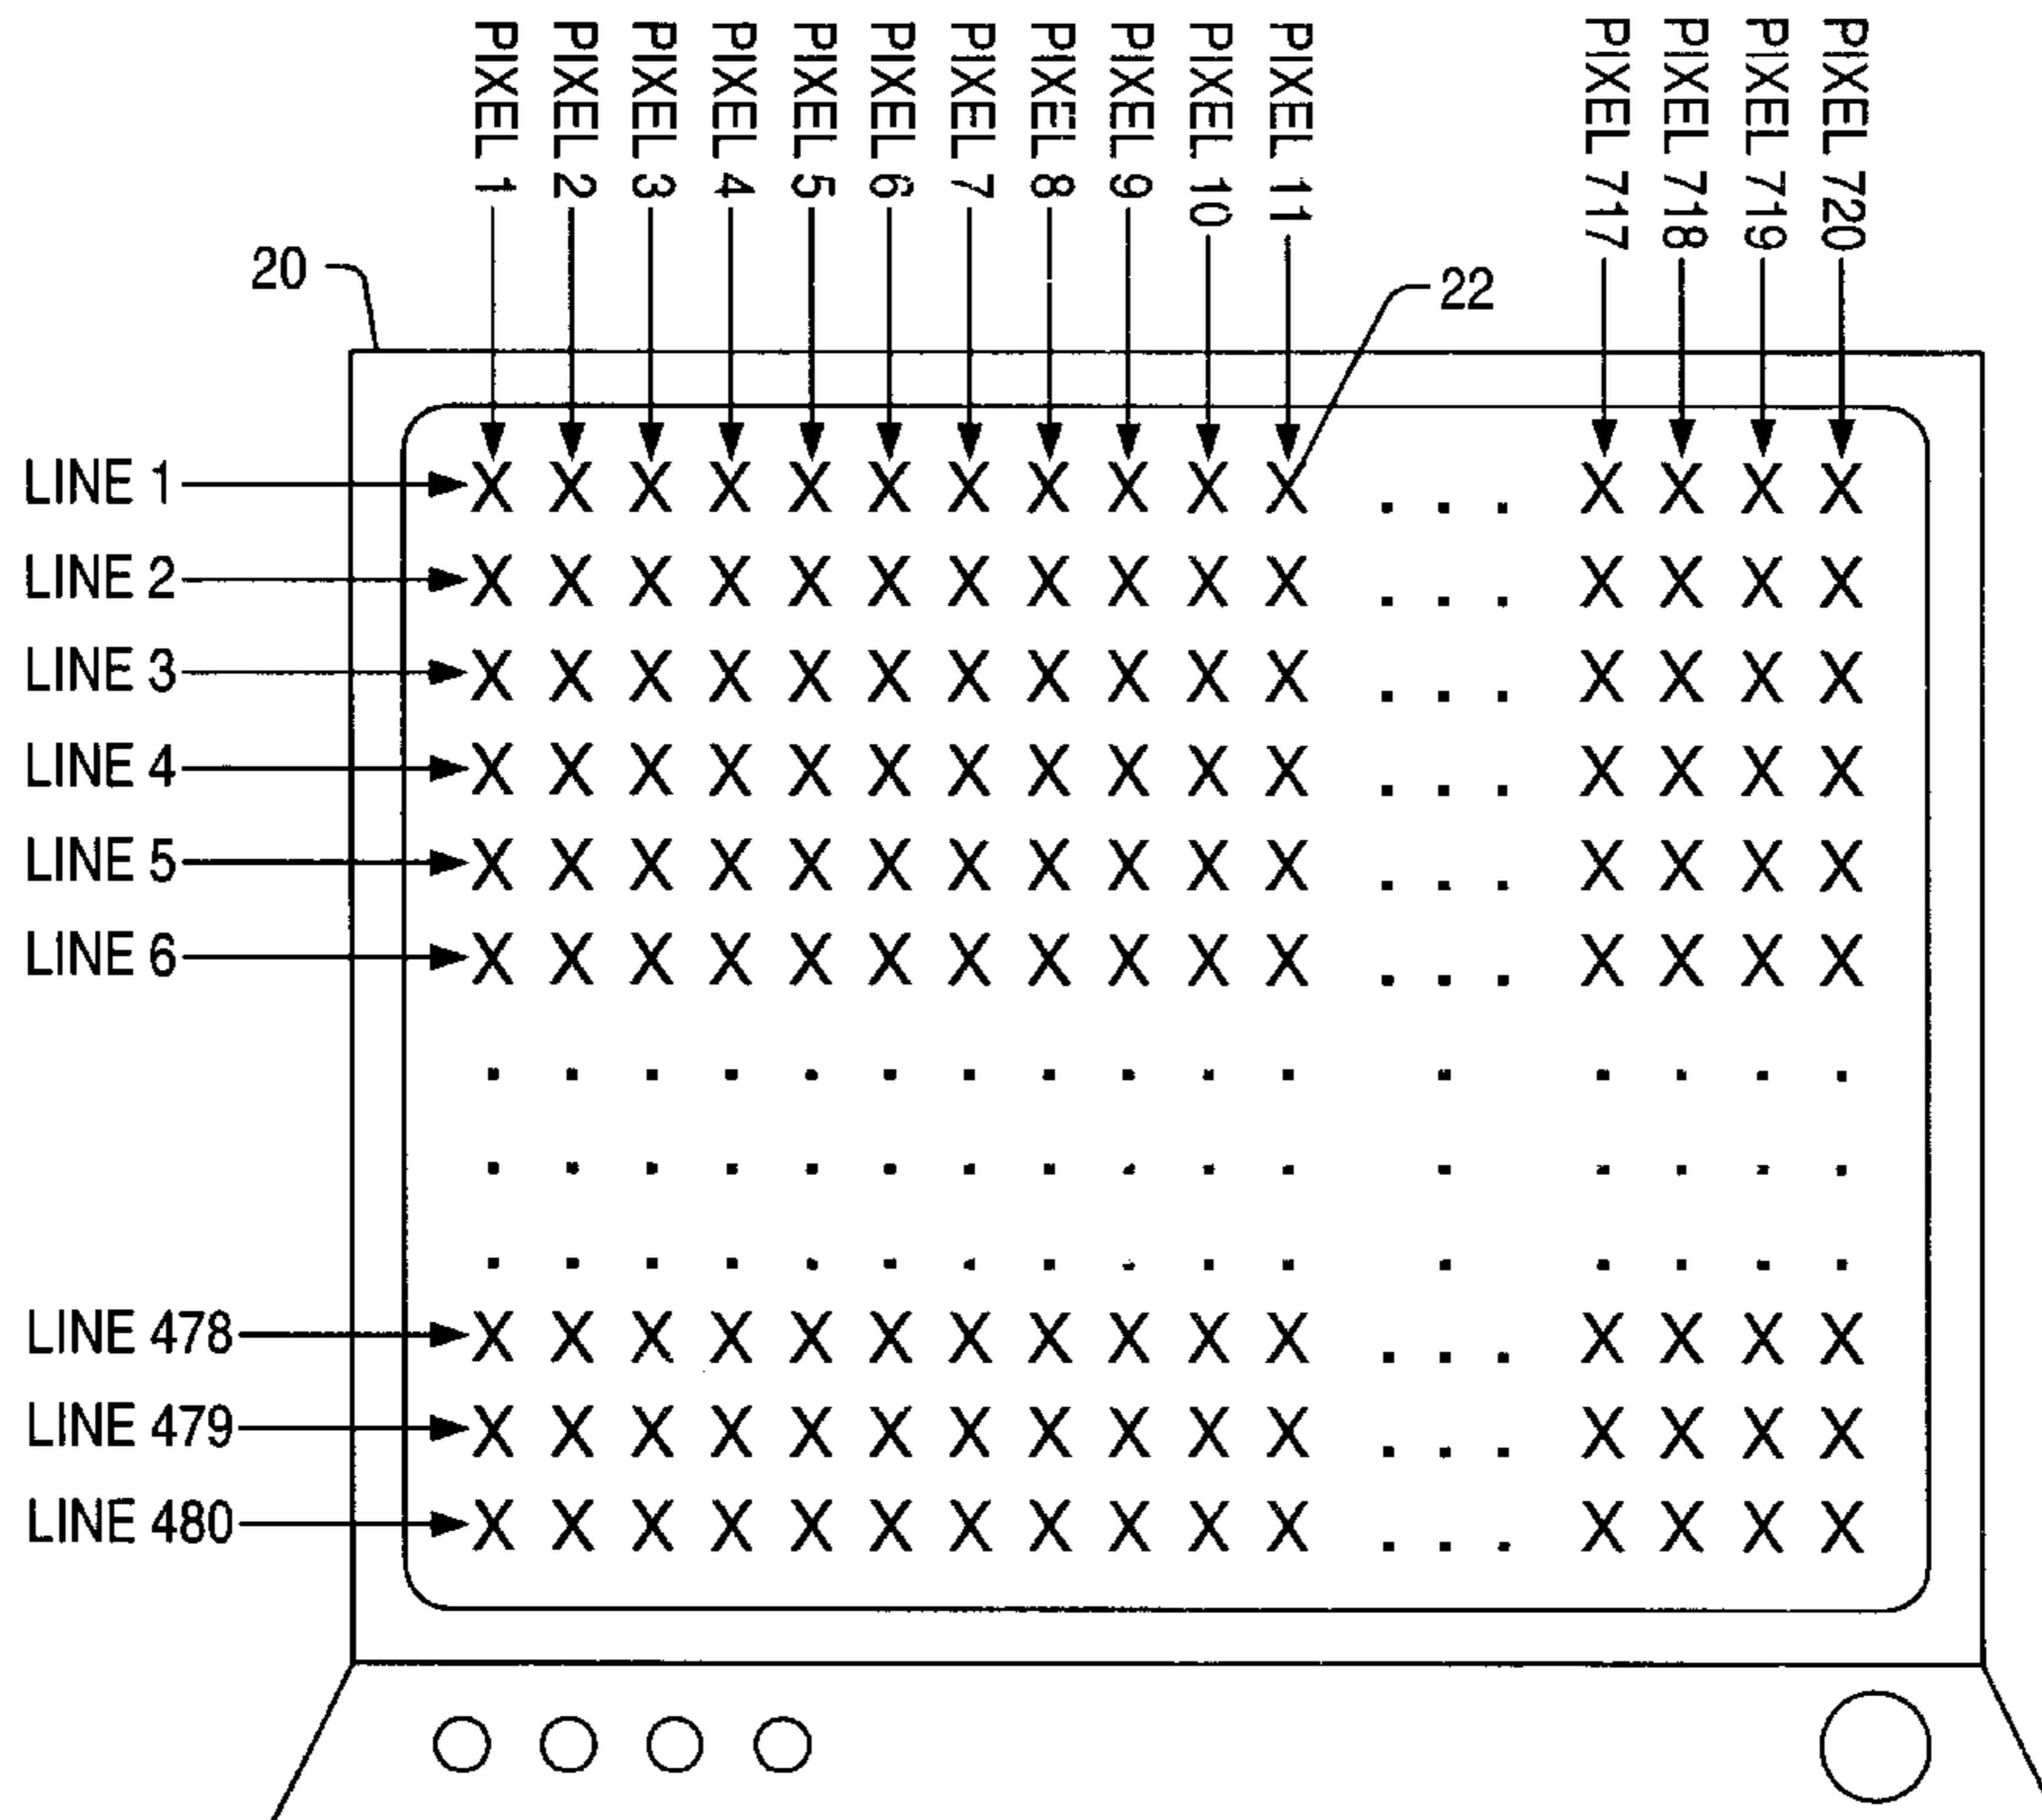 PIXEL 1
PIXEL 2
PIXEL 3
PIXEL 4
PIXEL 5
PIXEL 6
PIXEL 7
PIXEL 8
PIXEL 9
PIXEL 10
PIXEL 11
PIXEL 717
PIXEL 718
PIXEL 719
PIXEL 720
20
22
LINE 1 X X X X X X X X X X X . . . X X X X
LINE 2 X X X X X X X X X X X . . . X X X X
LINE 3 X X X X X X X X X X X . . . X X X X
LINE 4 X X X X X X X X X X X . . . X X X X
LINE 5 X X X X X X X X X X X . . . X X X X
LINE 6 X X X X X X X X X X X . . . X X X X
. . . . . . . . . . . . . . . .
. . . . . . . . . . . . . . . .
. . . . . . . . . . . . . . . .
LINE 478 X X X X X X X X X X X . . . X X X X
LINE 479 X X X X X X X X X X X . . . X X X X
LINE 480 X X X X X X X X X X X . . . X X X X